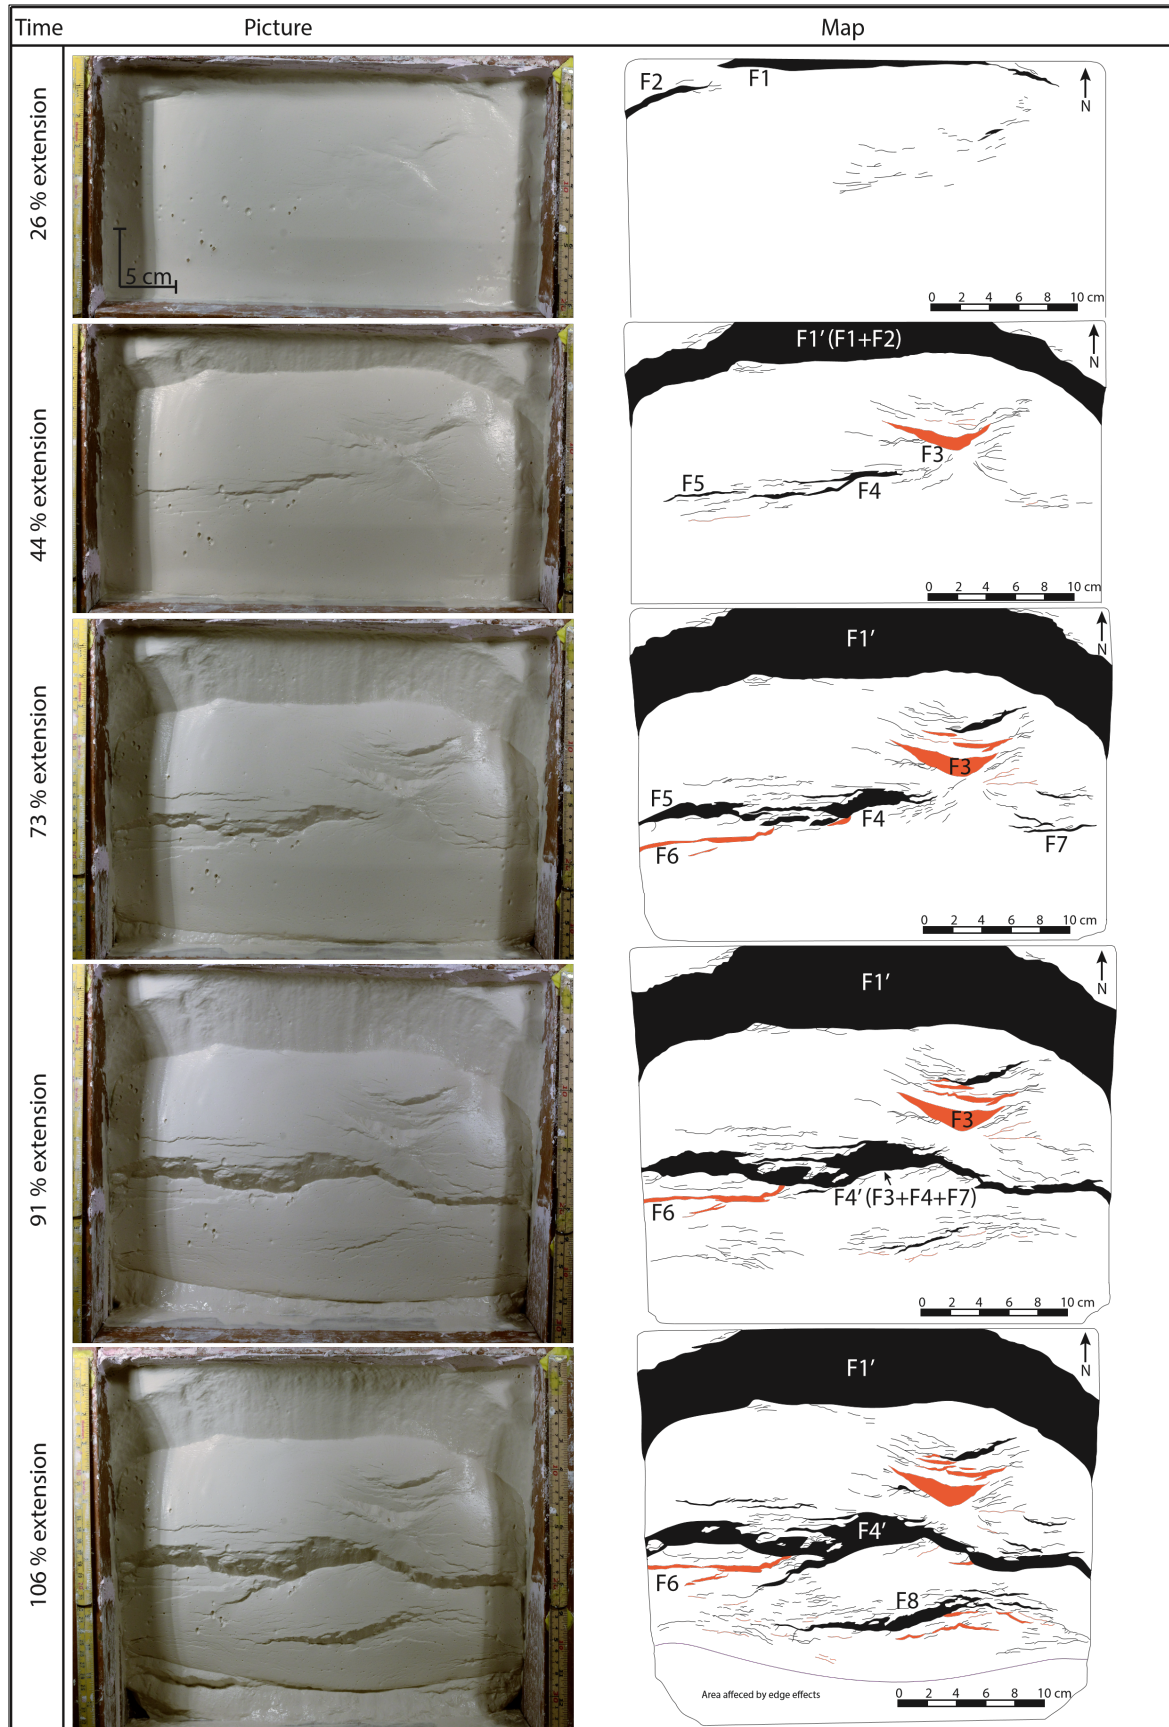 Time Picture Map
26 % extension
5 cm
F2 F1
N
0 2 4 6 8 10 cm
44 % extension
F1' (F1+F2)
N
F3
F5 F4
0 2 4 6 8 10 cm
73 % extension
F1'
N
F3
F5
F4
F6 F7
0 2 4 6 8 10 cm
91 % extension
F1'
N
F3
F4' (F3+F4+F7)
F6
0 2 4 6 8 10 cm
106 % extension
F1'
N
F4'
F6
F8
Area affeced by edge effects
0 2 4 6 8 10 cm